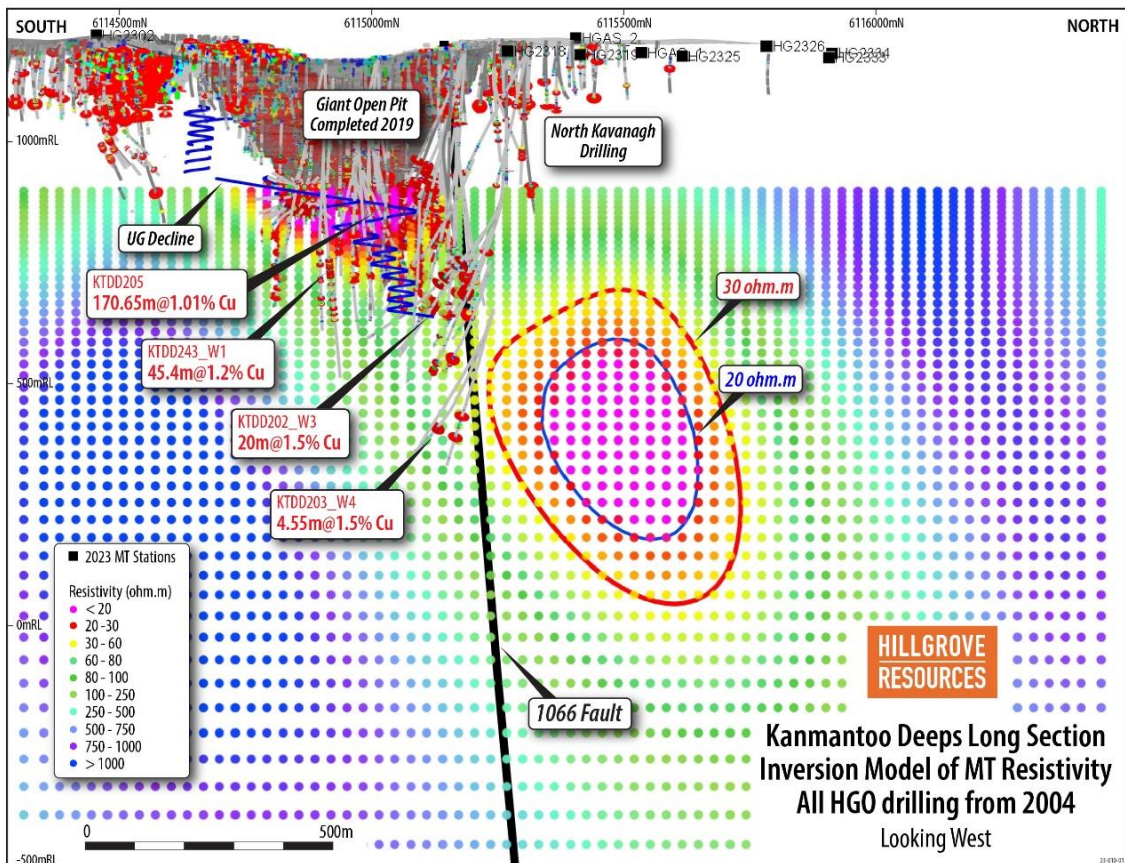 SOUTH
6114500mN
6115000mN
6115500mN
6116000mN
NORTH
HG2302
HGAS_2
HG2318
HG2319
HG2325
HG2326
HG2334
HG2333
Giant Open Pit
Completed 2019
North Kavanagh
Drilling
1000mRL
UG Decline
KTDD205
170.65m@1.01% Cu
30 ohm.m
KTDD243_W1
45.4m@1.2% Cu
500mRL
20 ohm.m
KTDD202_W3
20m@1.5% Cu
KTDD203_W4
4.55m@1.5% Cu
2023 MT Stations
Resistivity (ohm.m)
< 20
20 - 30
30 - 60
60 - 80
80 - 100
100 - 250
250 - 500
500 - 750
750 - 1000
> 1000
0mRL
HILLGROVE
RESOURCES
1066 Fault
Kanmantoo Deeps Long Section
Inversion Model of MT Resistivity
All HGO drilling from 2004
Looking West
0
500m
-500mRL